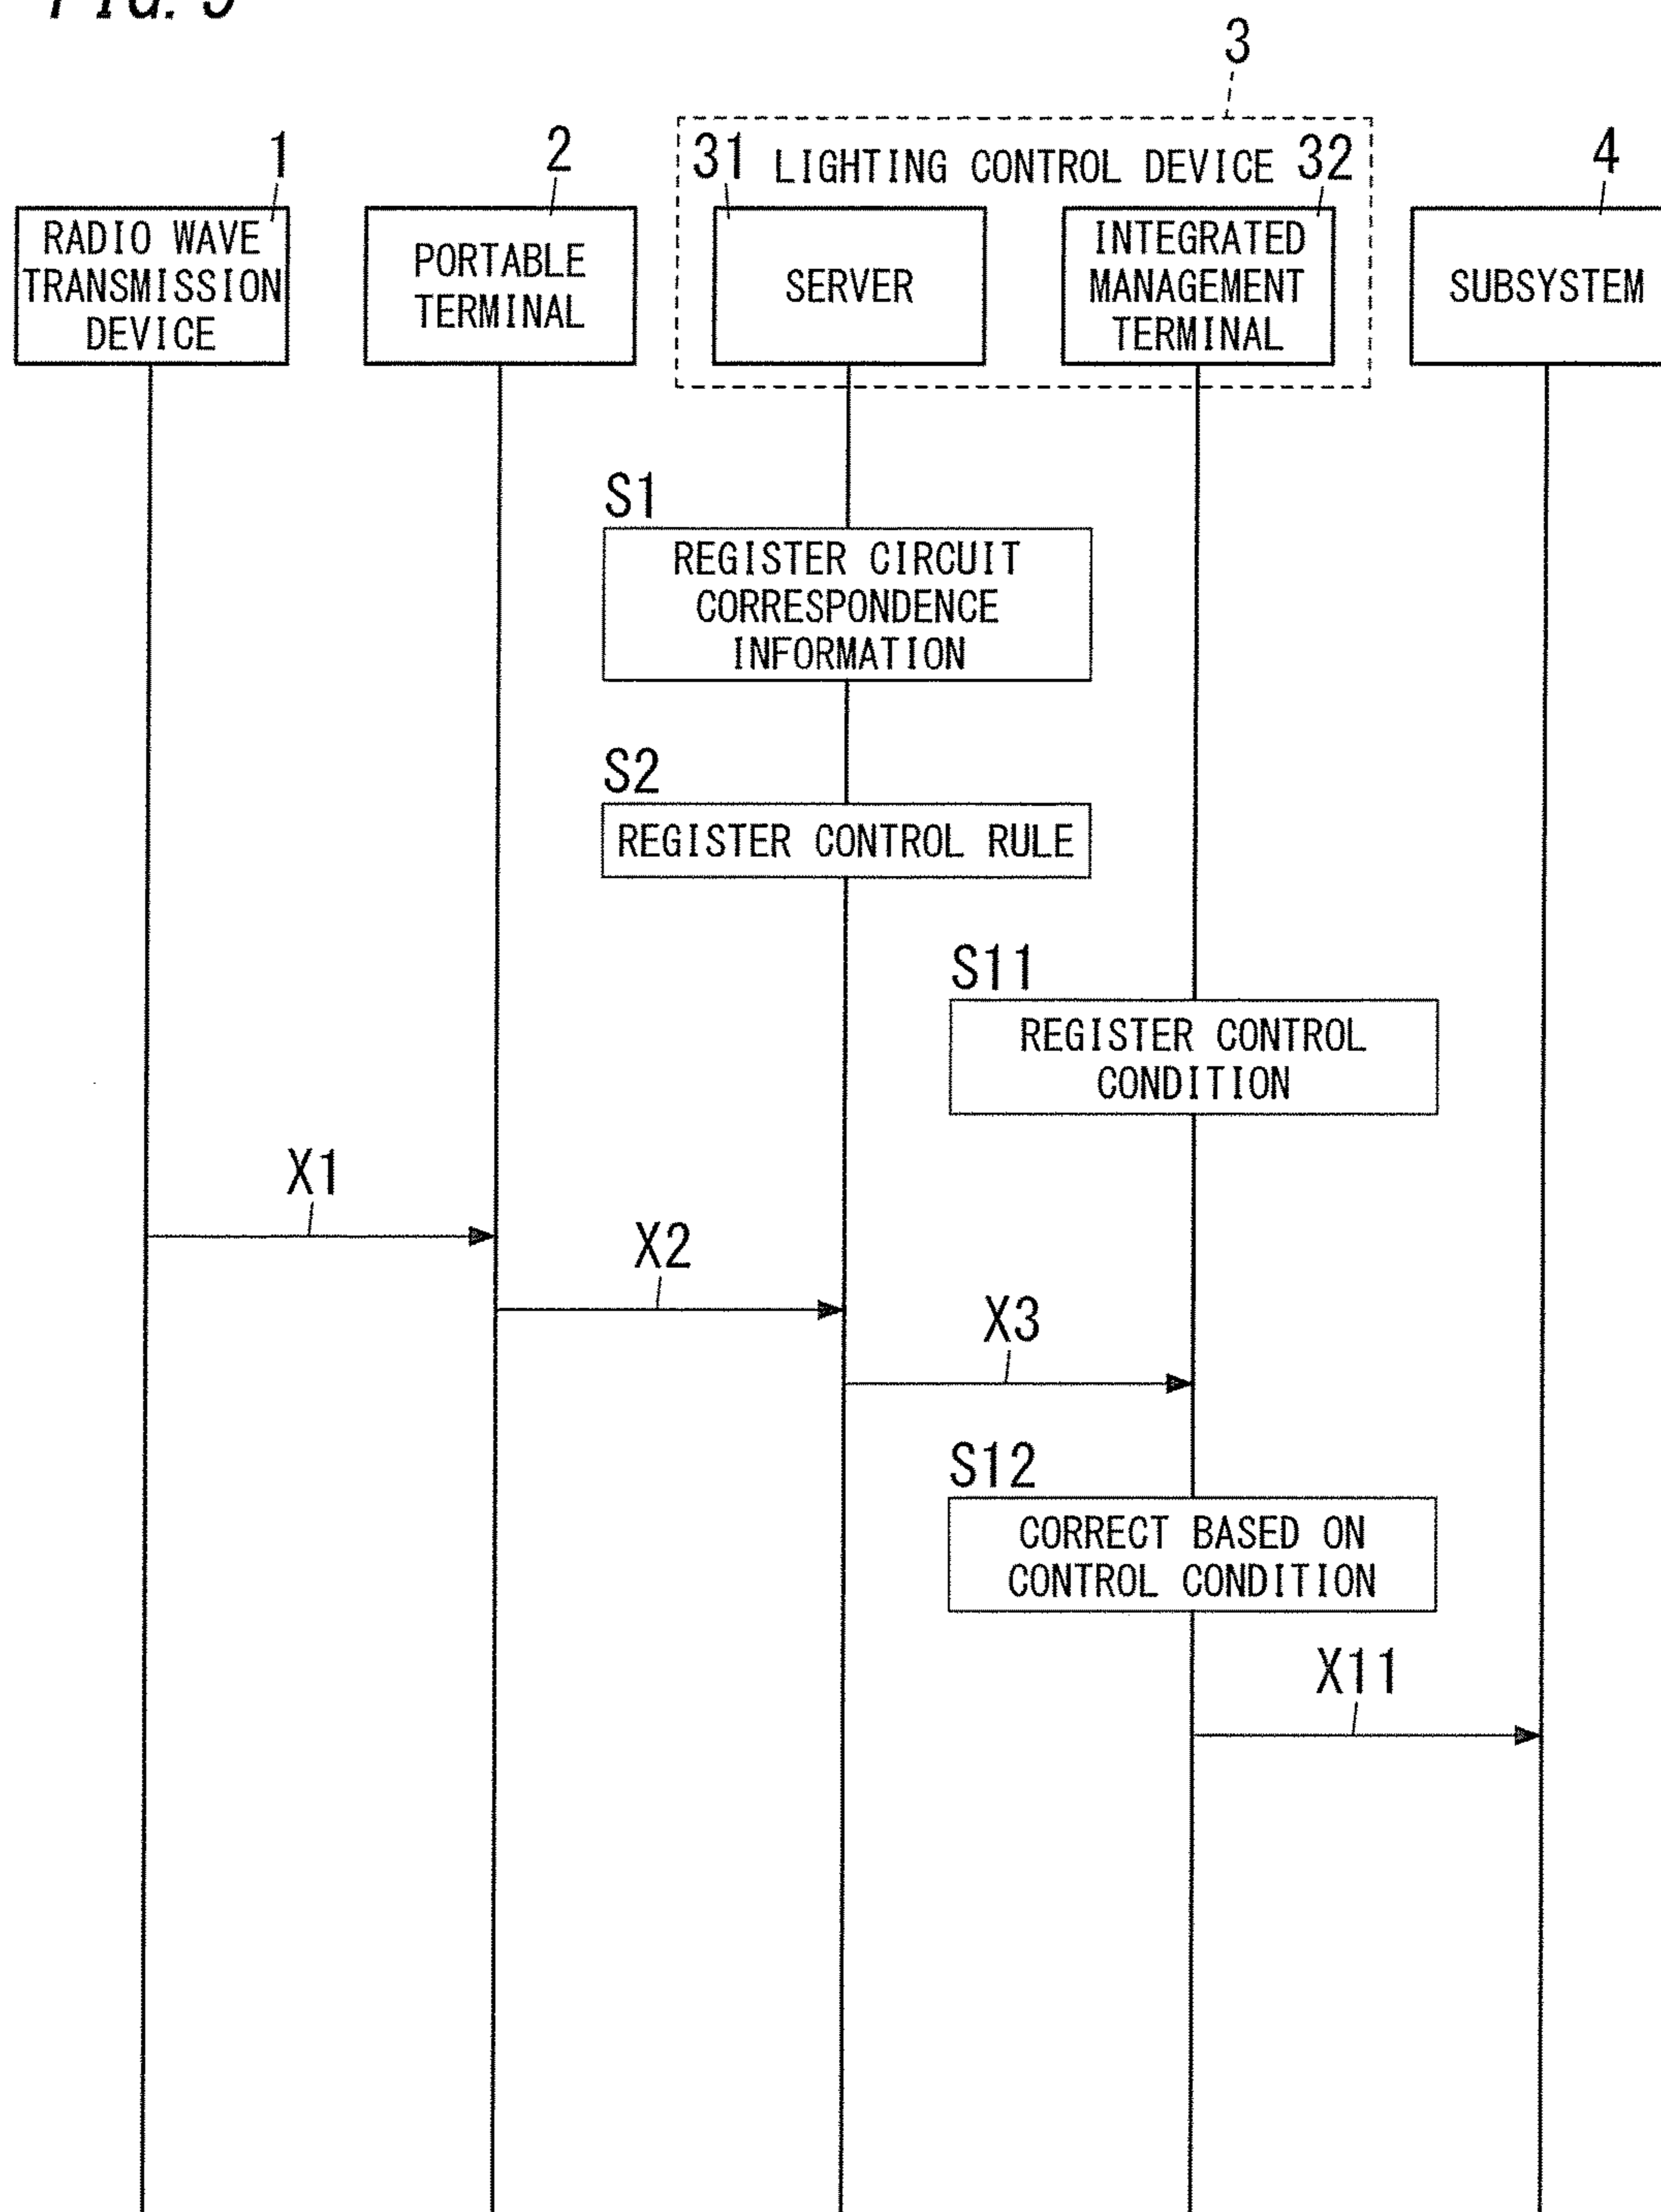 3
1
2
31 LIGHTING CONTROL DEVICE 32
4
RADIO WAVE
TRANSMISSION
DEVICE
PORTABLE
TERMINAL
SERVER
INTEGRATED
MANAGEMENT
TERMINAL
SUBSYSTEM
S1
REGISTER CIRCUIT
CORRESPONDENCE
INFORMATION
S2
REGISTER CONTROL RULE
S11
REGISTER CONTROL
CONDITION
X1
X2
X3
S12
CORRECT BASED ON
CONTROL CONDITION
X11